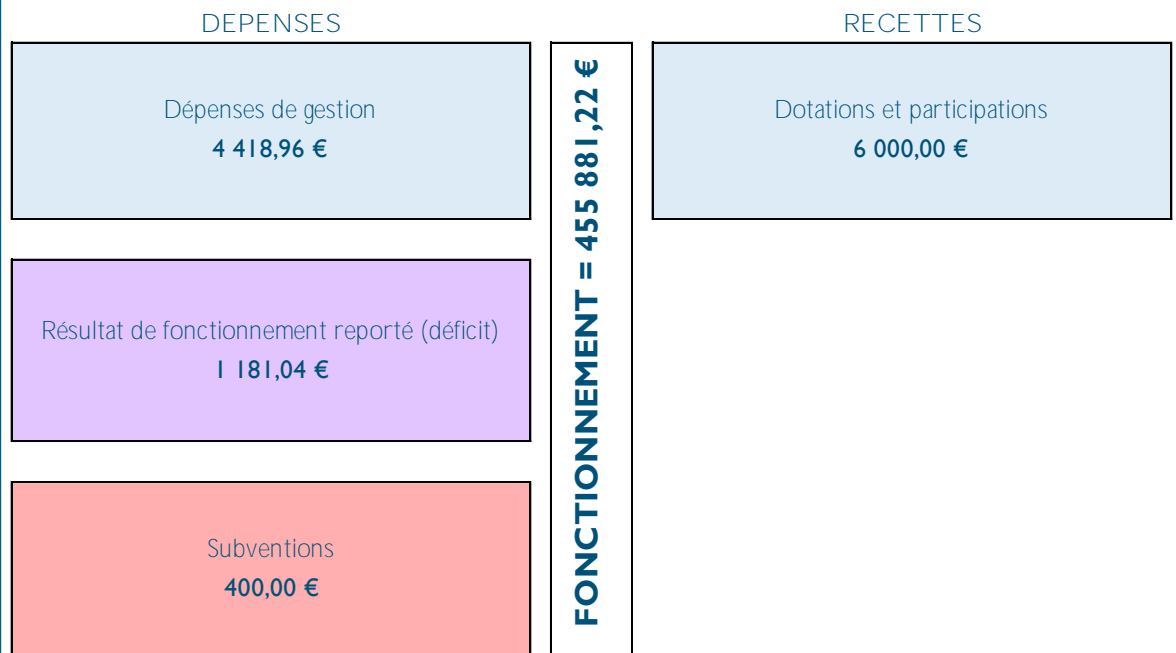 DEPENSES
Dépenses de gestion
4 418,96 €
Résultat de fonctionnement reporté (déficit)
1 181,04 €
Subventions
400,00 €
FONCTIONNEMENT = 455 881,22 €
RECETTES
Dotations et participations
6 000,00 €